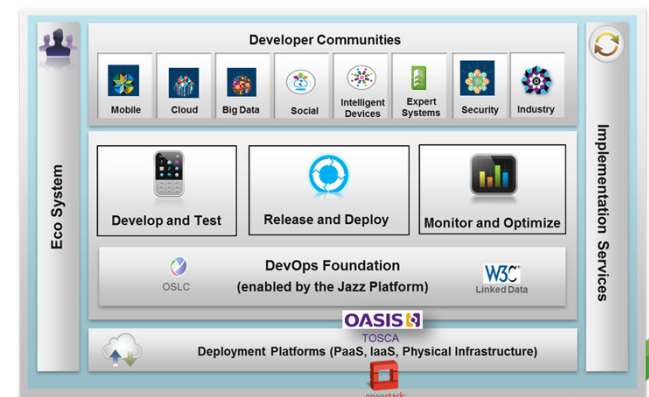 Developer Communities
Mobile
Cloud
Big Data
Social
Intelligent
Devices
Expert
Systems
Security
Industry
Eco System
Implementation Services
Develop and Test
Release and Deploy
Monitor and Optimize
DevOps Foundation
(enabled by the Jazz Platform)
OSLC
W3C
Linked Data
OASIS
TOSCA
Deployment Platforms (PaaS, IaaS, Physical Infrastructure)
openstack